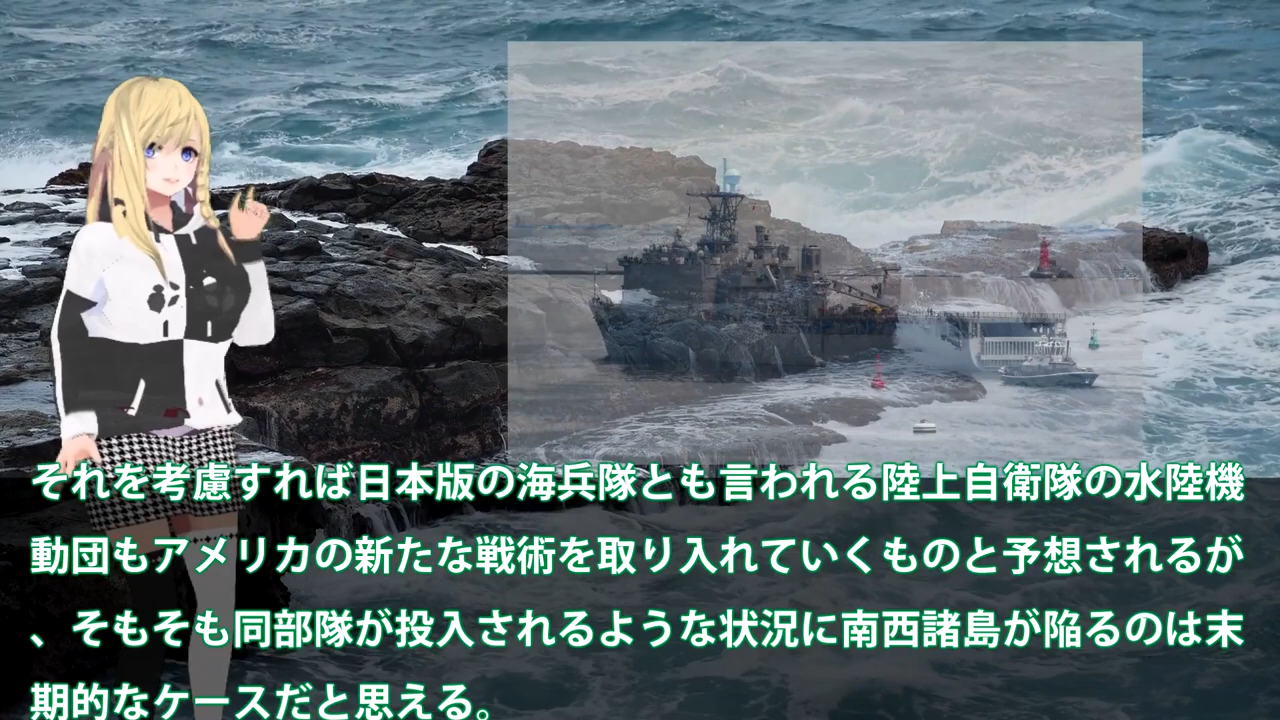 それを考慮すれば日本版の海兵隊とも言われる陸上自衛隊の水陸機
動団もアメリカの新たな戦術を取り入れていくものと予想されるが
、そもそも同部隊が投入されるような状況に南西諸島が陥るのは末
期的なケースだと思える。